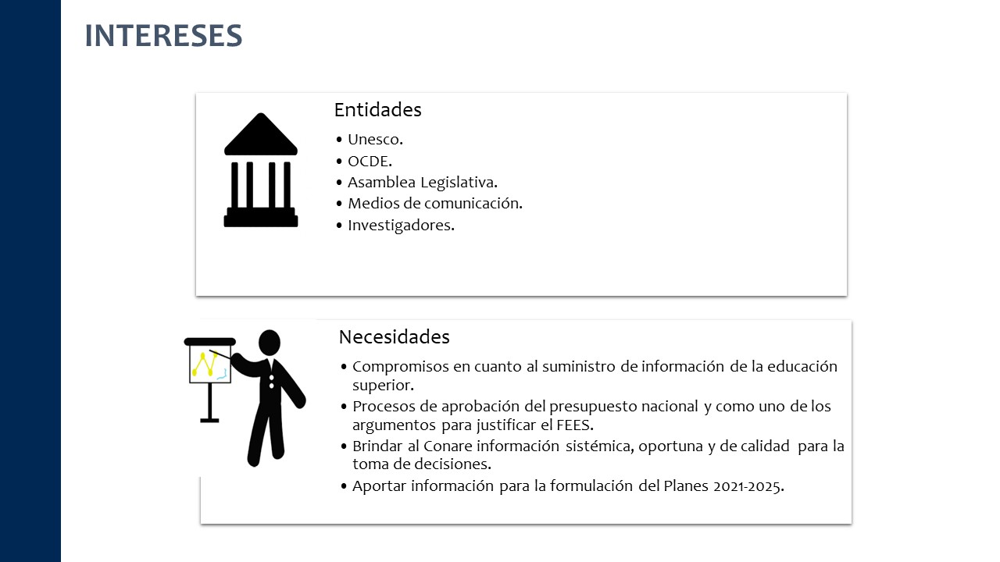 INTERESES
Entidades
• Unesco.
• OCDE.
• Asamblea Legislativa.
• Medios de comunicación.
• Investigadores.
Necesidades
• Compromisos en cuanto al suministro de información de la educación
superior.
• Procesos de aprobación del presupuesto nacional y como uno de los
argumentos para justificar el FEES.
• Brindar al Conare información sistémica, oportuna y de calidad para la
toma de decisiones.
• Aportar información para la formulación del Planes 2021-2025.